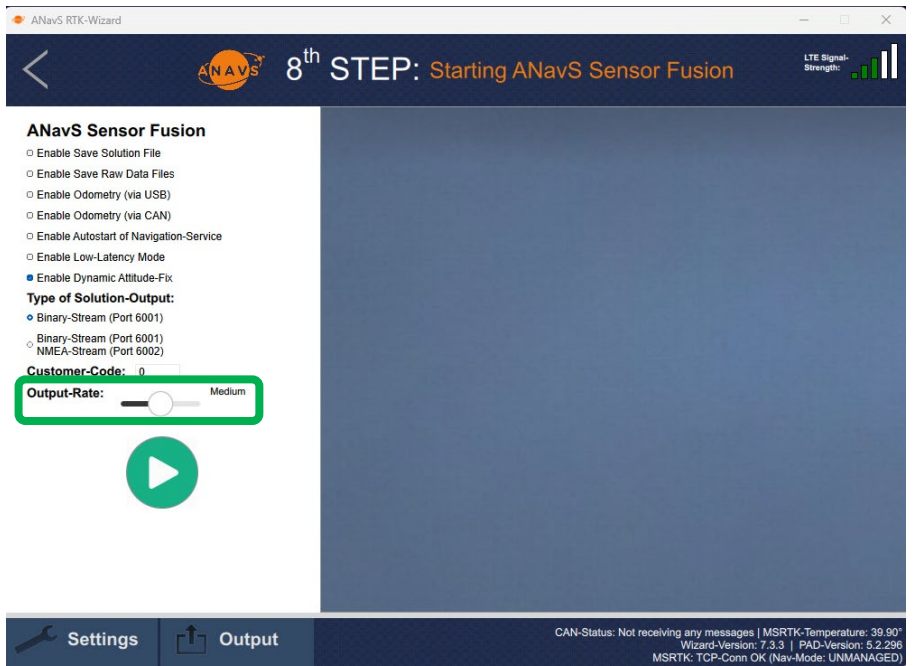 ANavS RTK-Wizard
ANAVS
8th STEP: Starting ANavS Sensor Fusion
LTE Signal-
Strength:
ANavS Sensor Fusion
Enable Save Solution File
Enable Save Raw Data Files
Enable Odometry (via USB)
Enable Odometry (via CAN)
Enable Autostart of Navigation-Service
Enable Low-Latency Mode
Enable Dynamic Attitude-Fix
Type of Solution-Output:
Binary-Stream (Port 6001)
Binary-Stream (Port 6001)
NMEA-Stream (Port 6002)
Customer-Code: 0
Output-Rate: Medium
Settings
Output
CAN-Status: Not receiving any messages | MSRTK-Temperature: 39.90°
Wizard-Version: 7.3.3 | PAD-Version: 5.2.296
MSRTK: TCP-Conn OK (Nav-Mode: UNMANAGED)